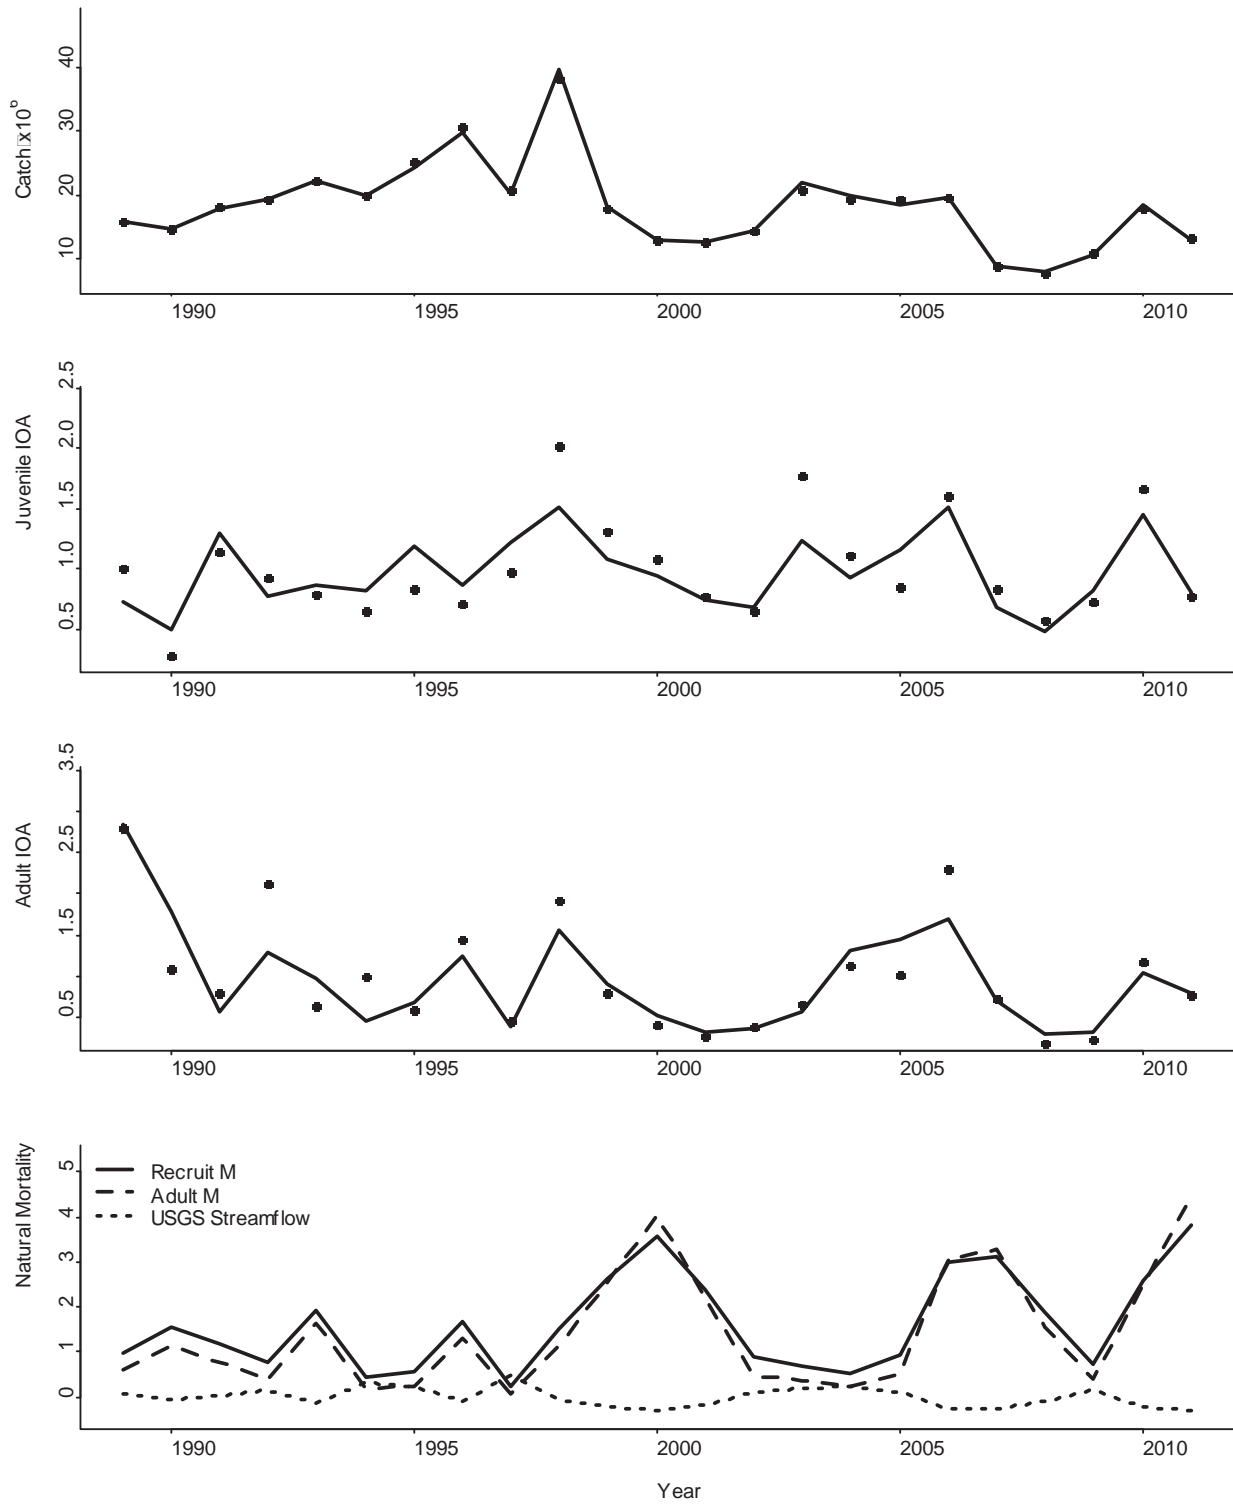 Catch x10⁶
40
30
20
10
1990 1995 2000 2005 2010
Juvenile IOA
2.5
2.0
1.5
1.0
0.5
1990 1995 2000 2005 2010
Adult IOA
3.5
2.5
1.5
0.5
1990 1995 2000 2005 2010
Natural Mortality
5
4
3
2
1
0
Recruit M
Adult M
USGS Streamflow
1990 1995 2000 2005 2010
Year